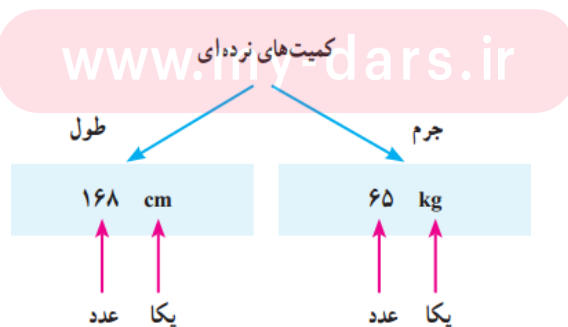 کمیت‌های نرده‌ای
www.my-dars.ir
جرم طول
۶۵ kg ۱۶۸ cm
یکا عدد یکا عدد